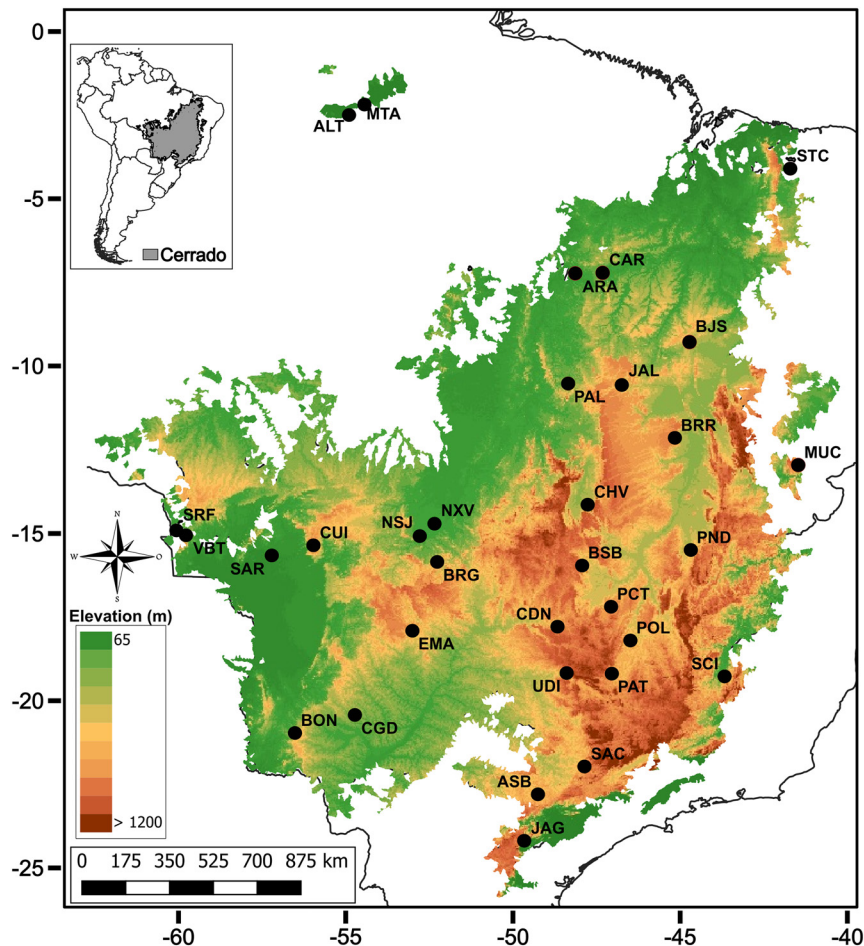 0
-5
-10
-15
-20
-25
-60
-55
-50
-45
-40
Cerrado
ALT
MTA
STC
CAR
ARA
BJS
PAL
JAL
BRR
MUC
CHV
SRF
VBT
SAR
CUI
NSJ
NXV
BRG
BSB
PND
PCT
CDN
POL
EMA
SCI
UDI
PAT
BON
CGD
SAC
ASB
JAG
N
W
O
S
Elevation (m)
65
> 1200
0 175 350 525 700 875 km